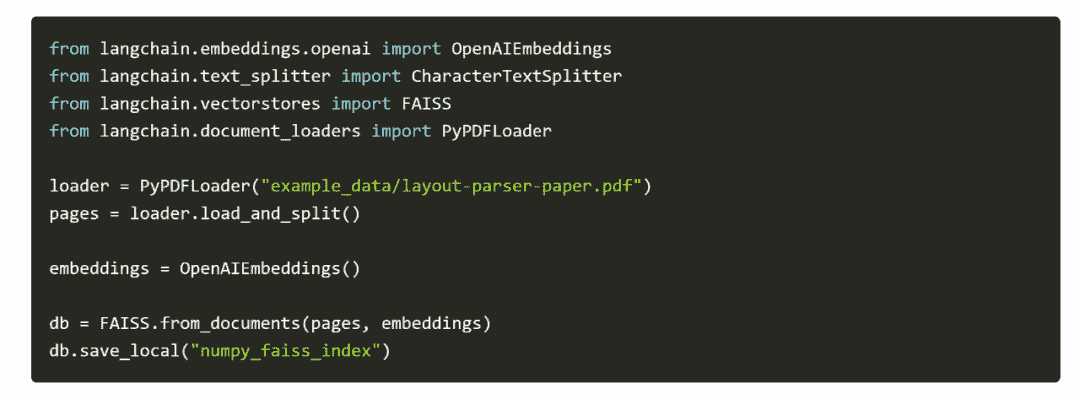 from langchain.embeddings.openai import OpenAIEmbeddings
from langchain.text_splitter import CharacterTextSplitter
from langchain.vectorstores import FAISS
from langchain.document_loaders import PyPDFLoader
loader = PyPDFLoader("example_data/layout-parser-paper.pdf")
pages = loader.load_and_split()
embeddings = OpenAIEmbeddings()
db = FAISS.from_documents(pages, embeddings)
db.save_local("numpy_faiss_index")